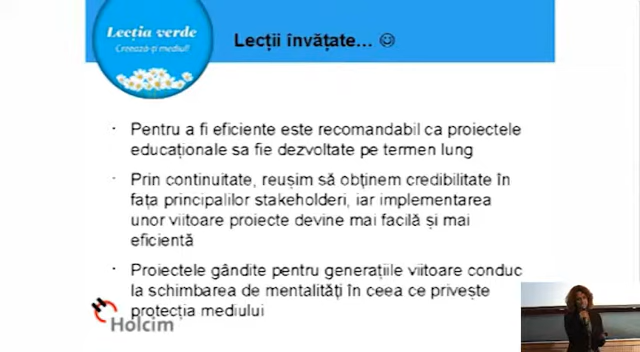 Lecția verde
Creează-ți mediul!
Lecții învățate... ☺
· Pentru a fi eficiente este recomandabil ca proiectele
educaționale sa fie dezvoltate pe termen lung
· Prin continuitate, reușim să obținem credibilitate în
fața principalilor stakeholderi, iar implementarea
unor viitoare proiecte devine mai facilă și mai
eficientă
· Proiectele gândite pentru generațiile viitoare conduc
la schimbarea de mentalități în ceea ce privește
protecția mediului
Holcim